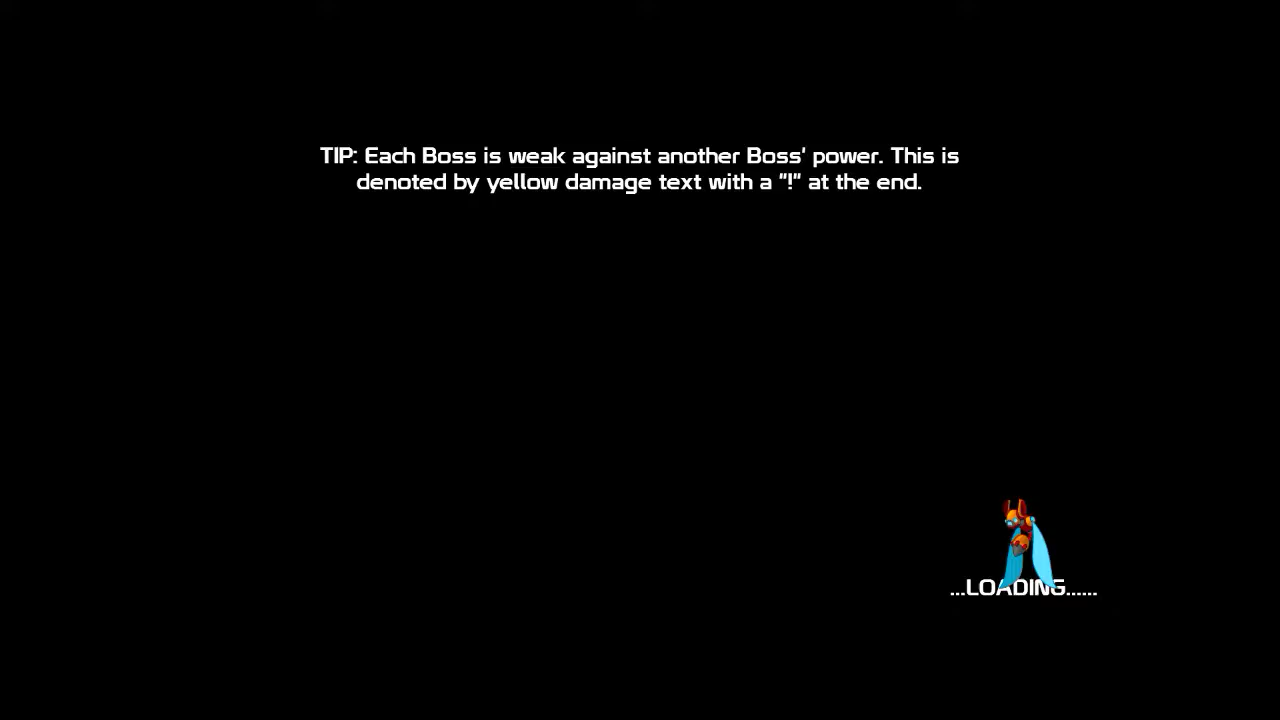 TIP: Each Boss is weak against another Boss' power. This is
denoted by yellow damage text with a "!" at the end.
...LOADING......